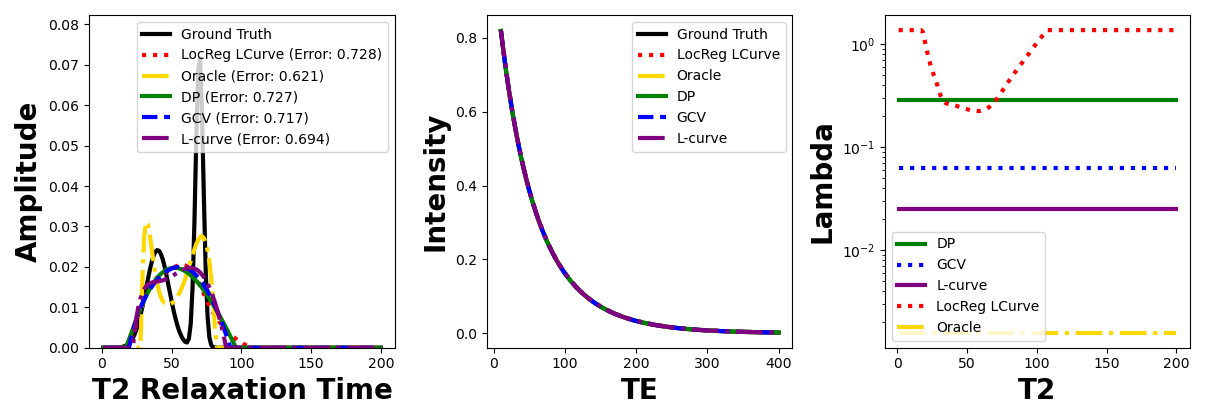 Amplitude
0.08
0.07
0.06
0.05
0.04
0.03
0.02
0.01
0.00
Ground Truth
LocReg LCurve (Error: 0.728)
Oracle (Error: 0.621)
DP (Error: 0.727)
GCV (Error: 0.717)
L-curve (Error: 0.694)
0 50 100 150 200
T2 Relaxation Time
Intensity
0.8
0.6
0.4
0.2
0.0
Ground Truth
LocReg LCurve
Oracle
DP
GCV
L-curve
0 100 200 300 400
TE
Lambda
10⁰
10⁻¹
10⁻²
DP
GCV
L-curve
LocReg LCurve
Oracle
0 50 100 150 200
T2